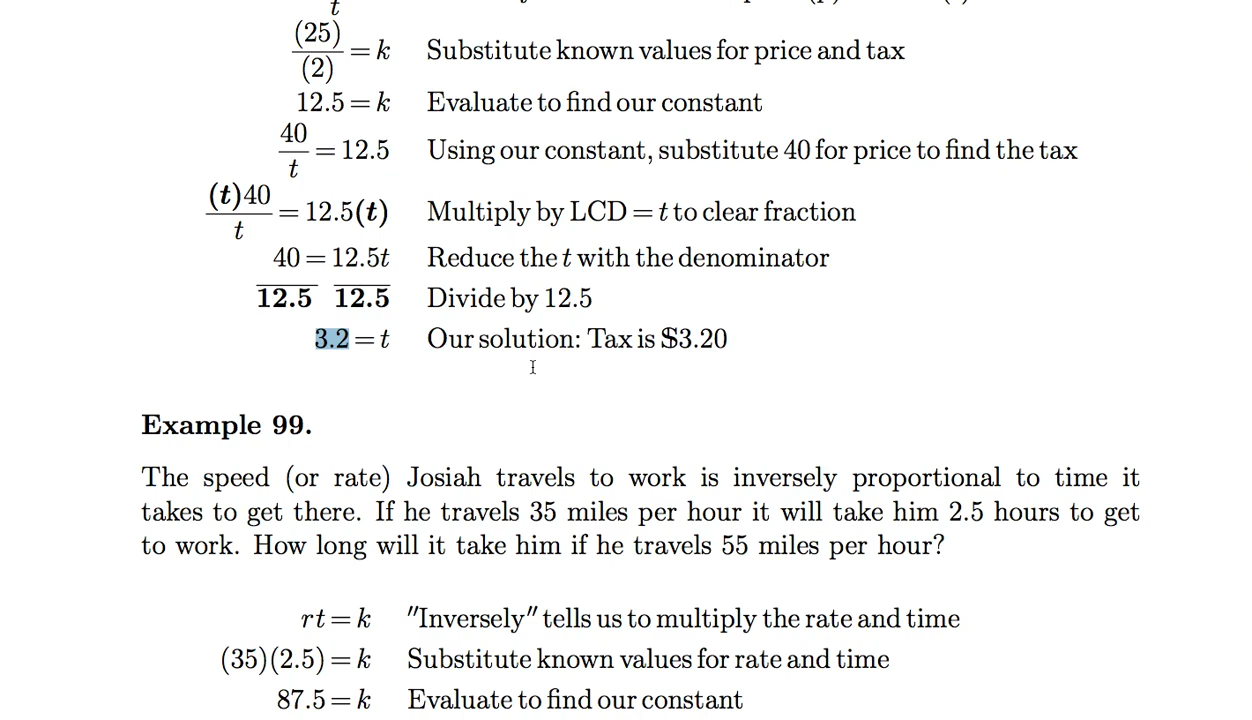 t
(25)/(2) = k Substitute known values for price and tax
12.5 = k Evaluate to find our constant
40/t = 12.5 Using our constant, substitute 40 for price to find the tax
(t)40/t = 12.5(t) Multiply by LCD = t to clear fraction
40 = 12.5t Reduce the t with the denominator
12.5 12.5 Divide by 12.5
3.2 = t Our solution: Tax is $3.20
Example 99.
The speed (or rate) Josiah travels to work is inversely proportional to time it
takes to get there. If he travels 35 miles per hour it will take him 2.5 hours to get
to work. How long will it take him if he travels 55 miles per hour?
rt = k "Inversely" tells us to multiply the rate and time
(35)(2.5) = k Substitute known values for rate and time
87.5 = k Evaluate to find our constant